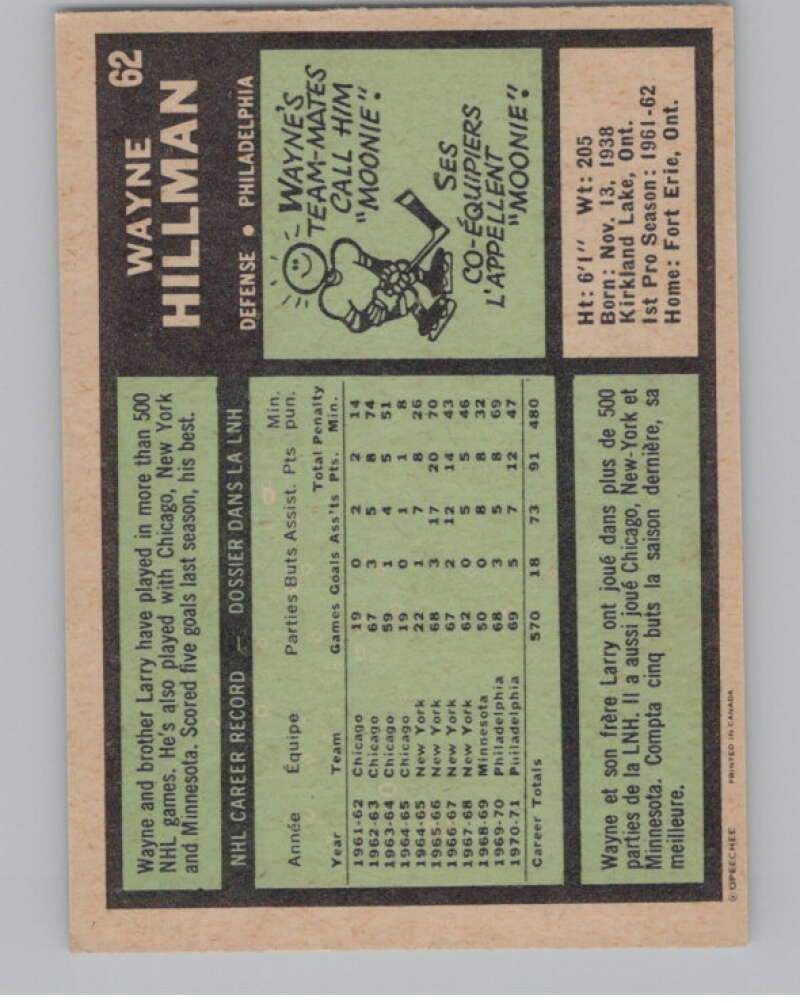 Wayne and brother Larry have played in more than 500
NHL games. He's also played with Chicago, New York
and Minnesota. Scored five goals last season, his best.
WAYNE 62
HILLMAN
DEFENSE • PHILADELPHIA
NHL CAREER RECORD — DOSSIER DANS LA LNH
Année Équipe Parties Buts Assist. Pts Min. pun.
Year Team Games Goals Ass'ts Total Pts. Penalty Min.
1961-62 Chicago 19 0 2 2 14
1962-63 Chicago 67 3 5 8 74
1963-64 Chicago 59 1 4 5 51
1964-65 Chicago 19 0 1 1 8
1964-65 New York 22 1 7 8 26
1965-66 New York 68 3 17 20 70
1966-67 New York 67 2 12 14 43
1967-68 New York 62 0 5 5 46
1968-69 Minnesota 50 0 8 8 32
1969-70 Philadelphia 68 3 5 8 69
1970-71 Philadelphia 69 5 7 12 47
Career Totals 570 18 73 91 480
WAYNE'S
TEAM-MATES
CALL HIM
"MOONIE".
SES
CO-ÉQUIPIERS
L'APPELLENT
"MOONIE".
Wayne et son frère Larry ont joué dans plus de 500
parties de la LNH. Il a aussi joué Chicago, New-York et
Minnesota. Compta cinq buts la saison dernière, sa
meilleure.
Ht: 6'1" Wt: 205
Born: Nov. 13, 1938
Kirkland Lake, Ont.
1st Pro Season: 1961-62
Home: Fort Erie, Ont.
© OPEECHEE PRINTED IN CANADA